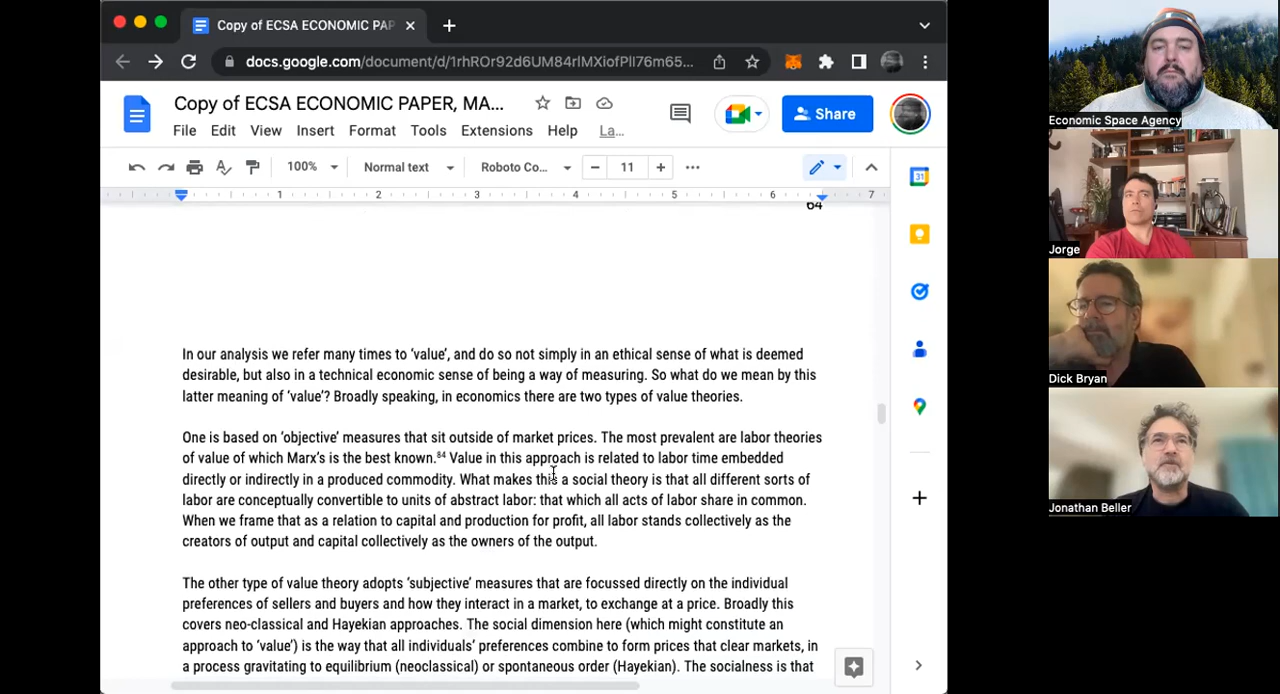 Copy of ECSA ECONOMIC PAP
docs.google.com/document/d/1rhROr92d6UM84rlMXiofPll76m65...
Copy of ECSA ECONOMIC PAPER, MA...
Share
File Edit View Insert Format Tools Extensions Help La...
100% Normal text Roboto Co... 11
1 2 3 4 5 6 7
64
In our analysis we refer many times to ‘value’, and do so not simply in an ethical sense of what is deemed
desirable, but also in a technical economic sense of being a way of measuring. So what do we mean by this
latter meaning of ‘value’? Broadly speaking, in economics there are two types of value theories.
One is based on ‘objective’ measures that sit outside of market prices. The most prevalent are labor theories
of value of which Marx’s is the best known.84 Value in this approach is related to labor time embedded
directly or indirectly in a produced commodity. What makes this a social theory is that all different sorts of
labor are conceptually convertible to units of abstract labor: that which all acts of labor share in common.
When we frame that as a relation to capital and production for profit, all labor stands collectively as the
creators of output and capital collectively as the owners of the output.
The other type of value theory adopts ‘subjective’ measures that are focussed directly on the individual
preferences of sellers and buyers and how they interact in a market, to exchange at a price. Broadly this
covers neo-classical and Hayekian approaches. The social dimension here (which might constitute an
approach to ‘value’) is the way that all individuals’ preferences combine to form prices that clear markets, in
a process gravitating to equilibrium (neoclassical) or spontaneous order (Hayekian). The socialness is that
31
Economic Space Agency
Jorge
Dick Bryan
Jonathan Beller